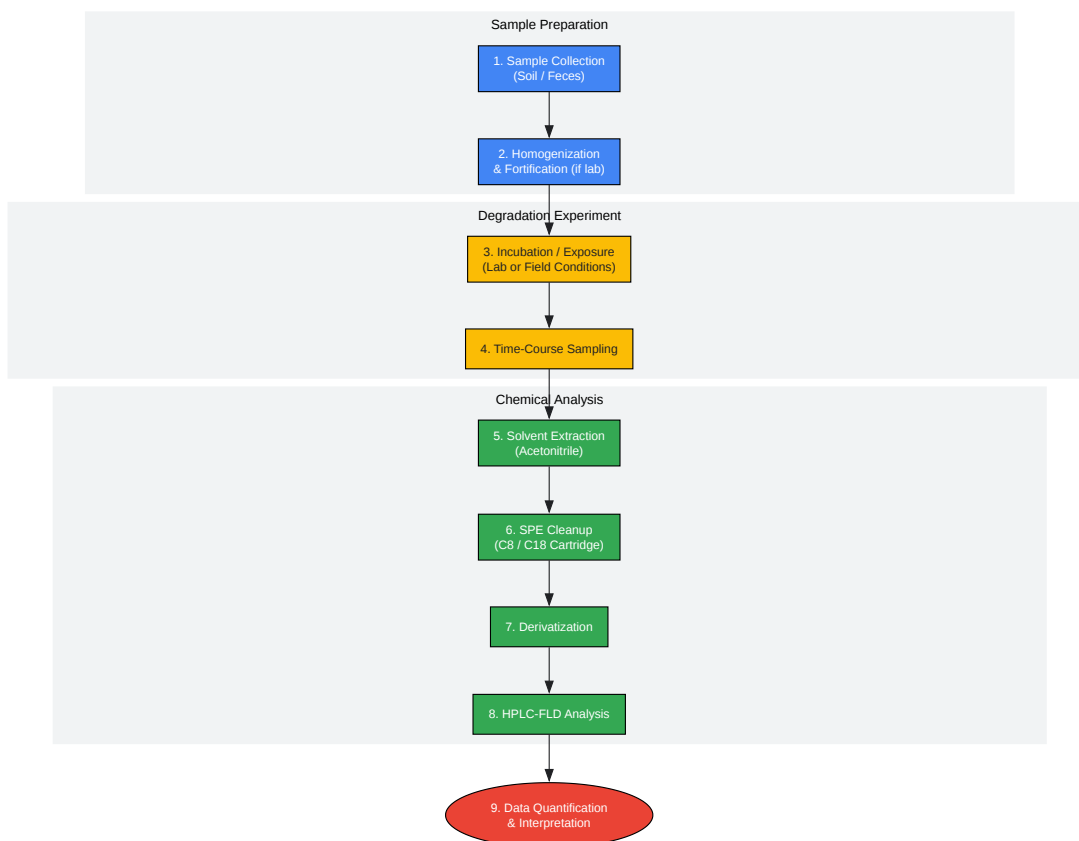 Sample Preparation
1. Sample Collection
(Soil / Feces)
2. Homogenization
& Fortification (if lab)
Degradation Experiment
3. Incubation / Exposure
(Lab or Field Conditions)
4. Time-Course Sampling
Chemical Analysis
5. Solvent Extraction
(Acetonitrile)
6. SPE Cleanup
(C8 / C18 Cartridge)
7. Derivatization
8. HPLC-FLD Analysis
9. Data Quantification
& Interpretation